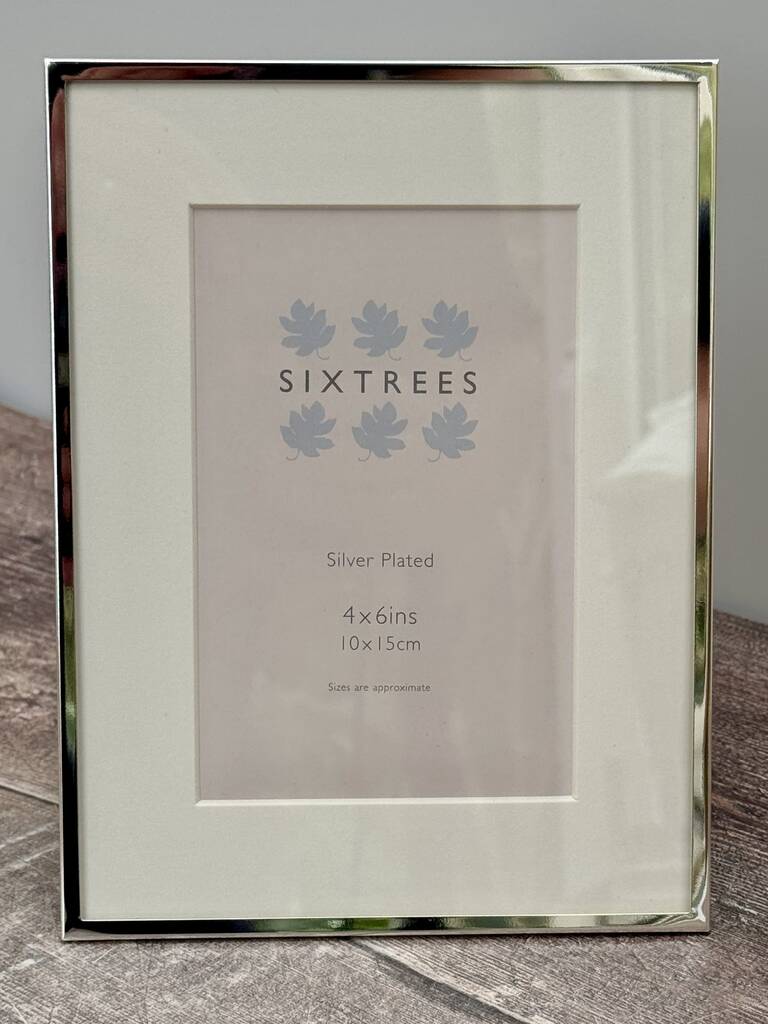 SIXTREES
Silver Plated
4x6ins
10x15cm
Sizes are approximate